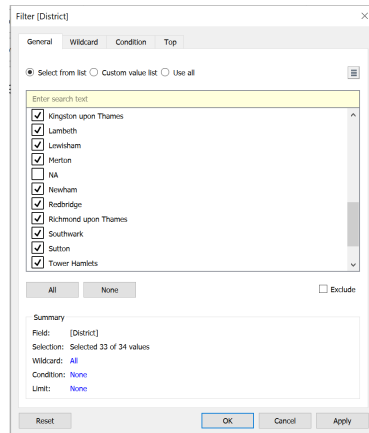 Filter [District]
General Wildcard Condition Top
Select from list Custom value list Use all
Enter search text
Kingston upon Thames
Lambeth
Lewisham
Merton
NA
Newham
Redbridge
Richmond upon Thames
Southwark
Sutton
Tower Hamlets
All None Exclude
Summary
Field: [District]
Selection: Selected 33 of 34 values
Wildcard: All
Condition: None
Limit: None
Reset OK Cancel Apply